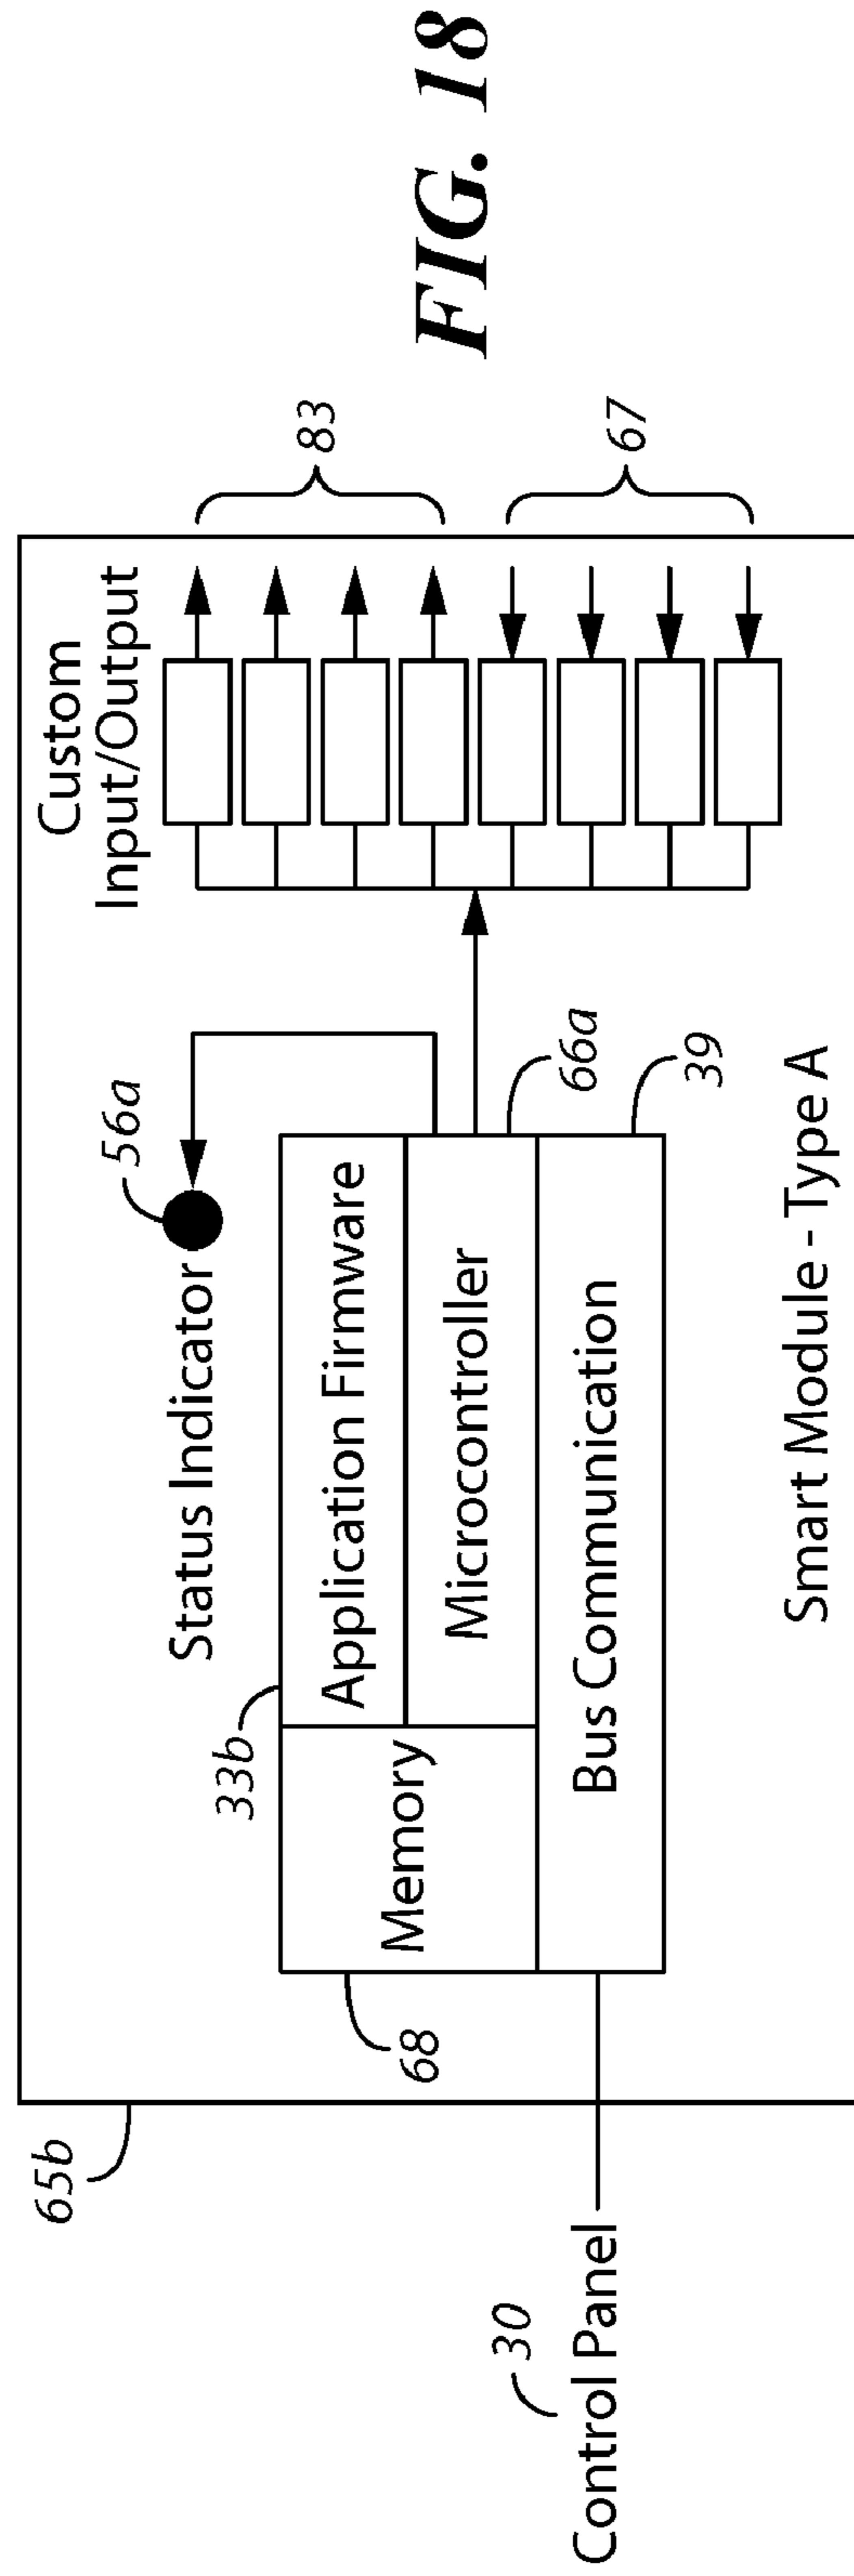 65b
Custom
Input/Output
56a
Status Indicator
33b
Application Firmware
83
Memory
Microcontroller
68
66a
67
Bus Communication
39
30
Control Panel
Smart Module - Type A
FIG. 18